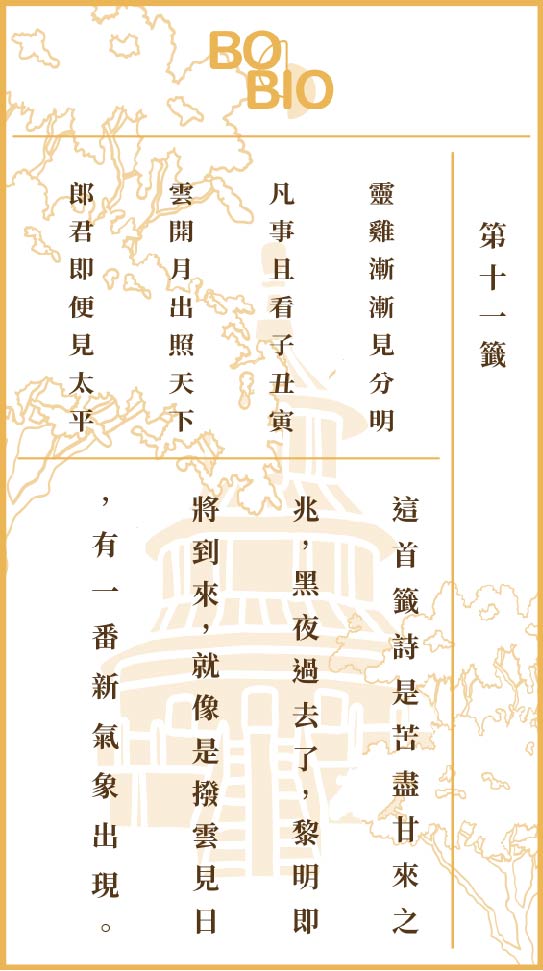 BO
BIO
第十一籤
靈雞漸漸見分明
凡事且看子丑寅
雲開月出照天下
郎君即便見太平
這首籤詩是苦盡甘來之
兆，黑夜過去了，黎明即
將到來，就像是撥雲見日
，有一番新氣象出現。